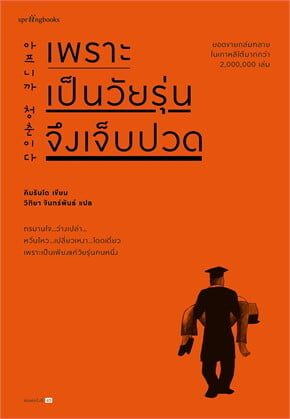 springbooks
아프니까 청춘이다
เพราะ
เป็นวัยรุ่น
จึงเจ็บปวด
ยอดขายถล่มทลาย
ในเกาหลีใต้มากกว่า
2,000,000 เล่ม
คิมรันโด เขียน
วิทิยา จันทร์พันธ์ แปล
ทรมานใจ...ว่างเปล่า...
หวั่นไหว...เปลี่ยวเหงา...โดดเดี่ยว
เพราะเป็นเพียงแค่วัยรุ่นคนหนึ่ง